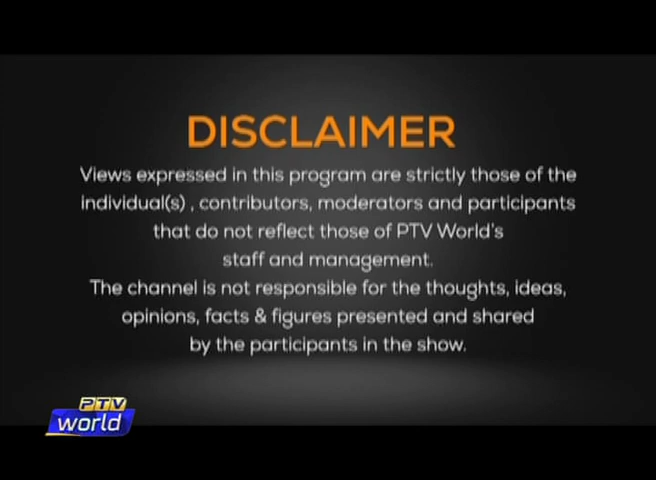 DISCLAIMER
Views expressed in this program are strictly those of the
individual(s) , contributors, moderators and participants
that do not reflect those of PTV World's
staff and management.
The channel is not responsible for the thoughts, ideas,
opinions, facts & figures presented and shared
by the participants in the show.
PTV
world